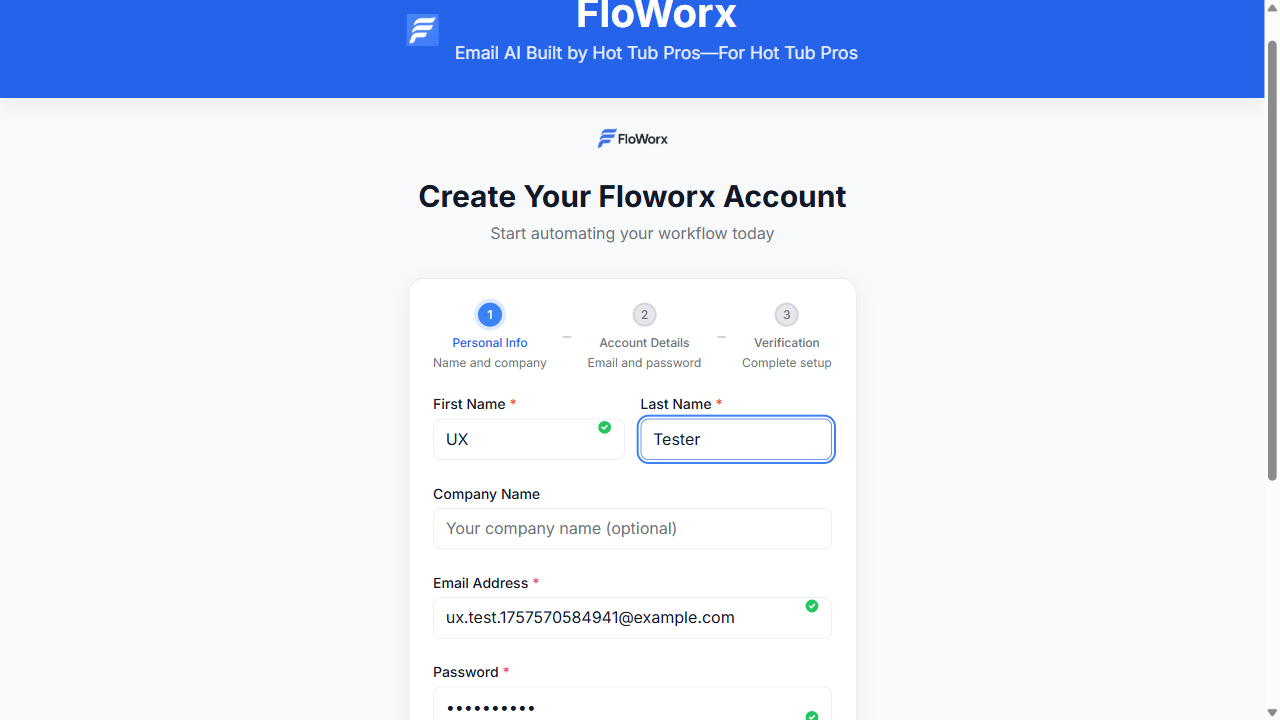 FloWorx
Email AI Built by Hot Tub Pros—For Hot Tub Pros
FloWorx
Create Your Floworx Account
Start automating your workflow today
1
2
3
Personal Info
Account Details
Verification
Name and company
Email and password
Complete setup
First Name *
Last Name *
UX
Tester
Company Name
Your company name (optional)
Email Address *
ux.test.1757570584941@example.com
Password *
••••••••••